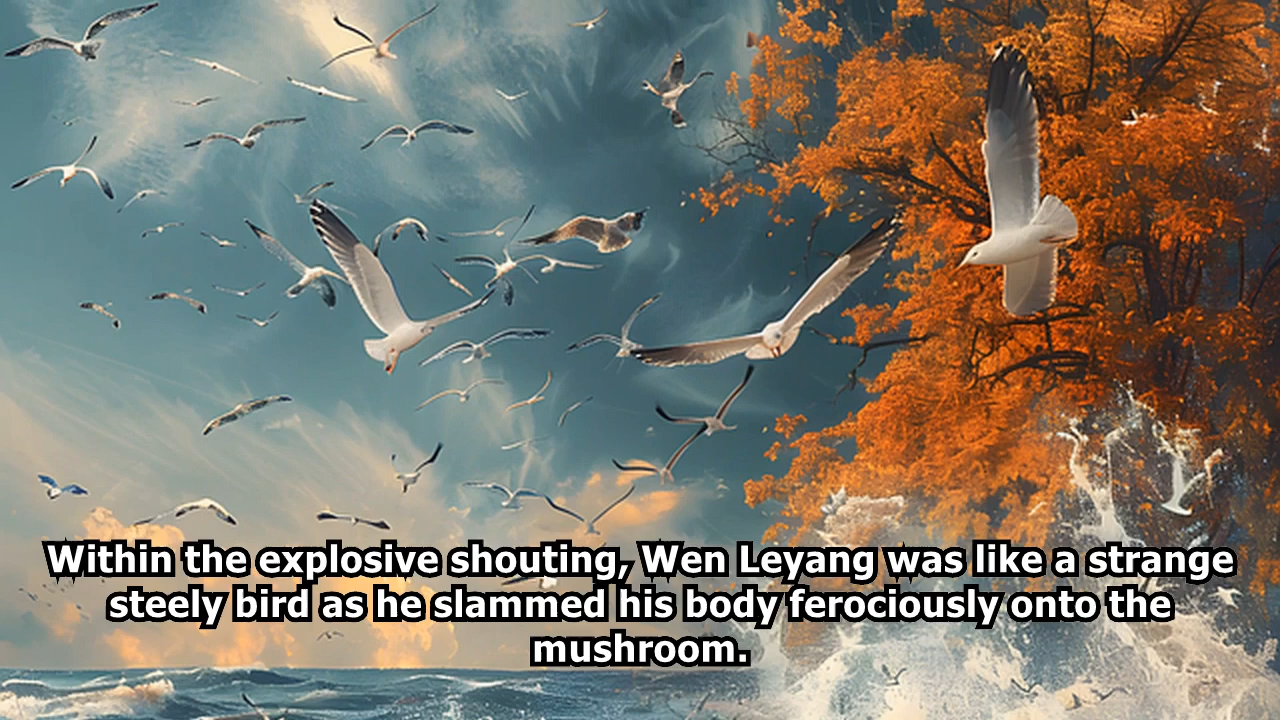 Within the explosive shouting, Wen Leyang was like a strange
steely bird as he slammed his body ferociously onto the
mushroom.